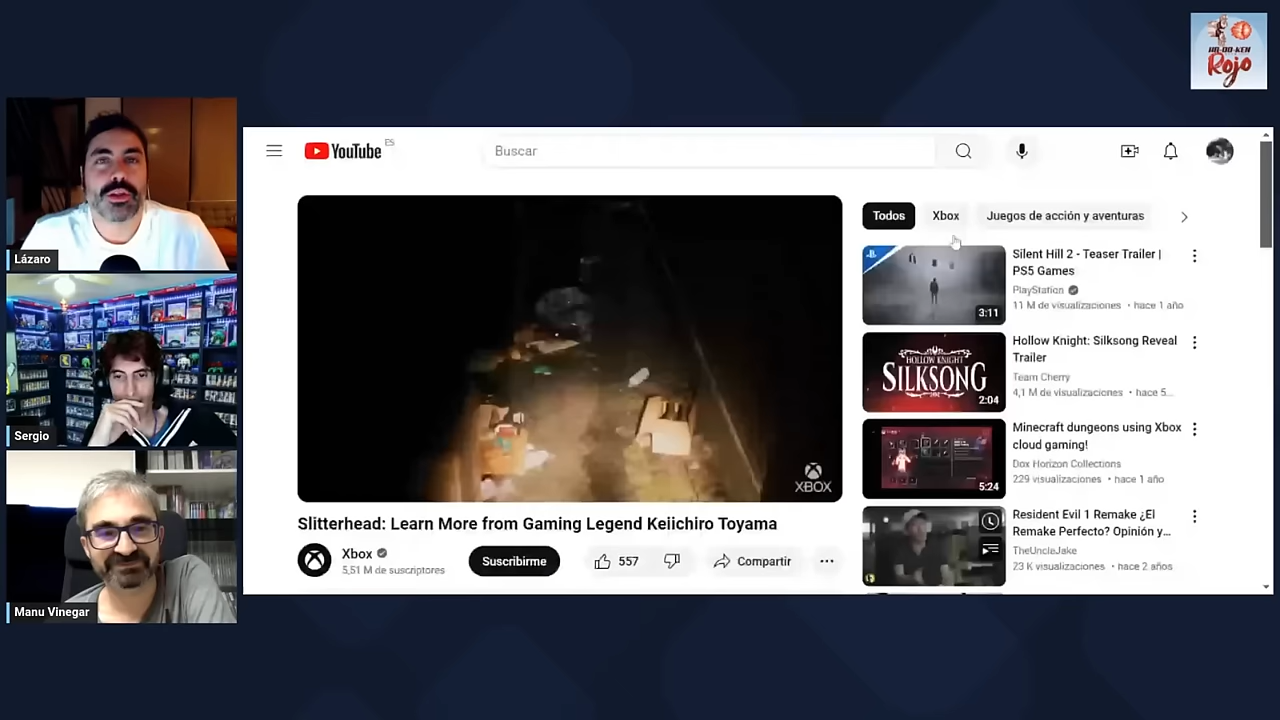 HA-DO-KEN
Rojo
Lázaro
Sergio
Manu Vinegar
YouTube ES
Buscar
XBOX
Slitterhead: Learn More from Gaming Legend Keiichiro Toyama
Xbox
5,51 M de suscriptores
Suscribirme
557
Compartir
Todos
Xbox
Juegos de acción y aventuras
3:11
Silent Hill 2 - Teaser Trailer |
PS5 Games
PlayStation
11 M de visualizaciones • hace 1 año
HOLLOW KNIGHT
SILKSONG
2:04
Hollow Knight: Silksong Reveal
Trailer
Team Cherry
4,1 M de visualizaciones • hace 5...
5:24
Minecraft dungeons using Xbox
cloud gaming!
Dox Horizon Collections
229 visualizaciones • hace 1 año
Resident Evil 1 Remake ¿El
Remake Perfecto? Opinión y...
TheUncleJake
23 K visualizaciones • hace 2 años